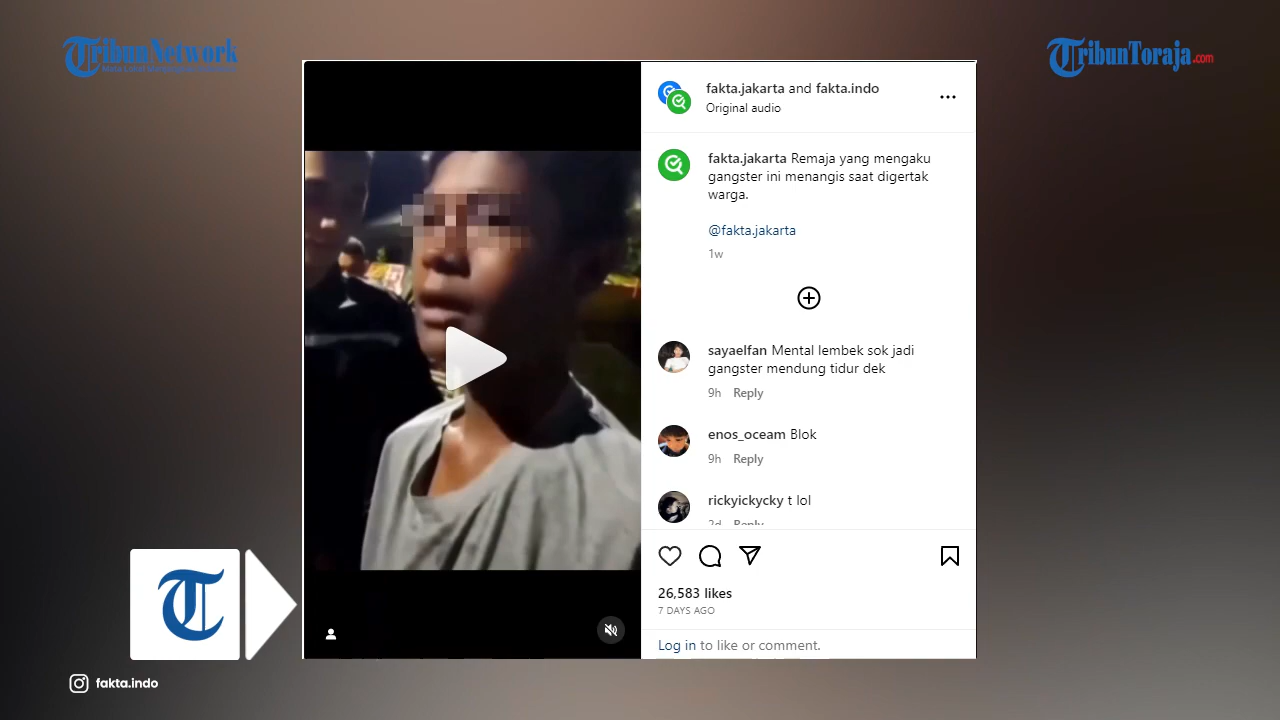 TribunNetwork
TribunToraja.com
fakta.jakarta and fakta.indo
Original audio
fakta.jakarta Remaja yang mengaku
gangster ini menangis saat digertak
warga.
@fakta.jakarta
1w
sayaelfan Mental lembek sok jadi
gangster mendung tidur dek
9h Reply
enos_oceam Blok
9h Reply
rickyickycky t lol
2d Reply
26,583 likes
7 DAYS AGO
Log in to like or comment.
T
fakta.indo